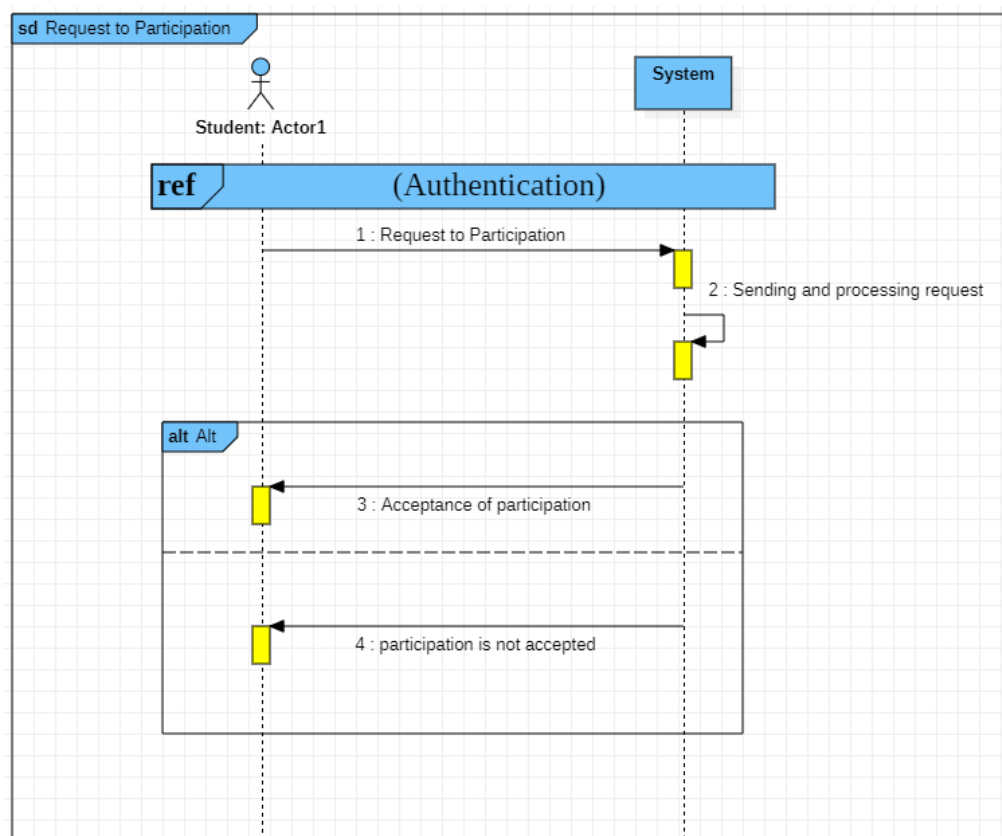 sd Request to Participation
System
Student: Actor1
ref (Authentication)
1 : Request to Participation
2 : Sending and processing request
alt Alt
3 : Acceptance of participation
4 : participation is not accepted